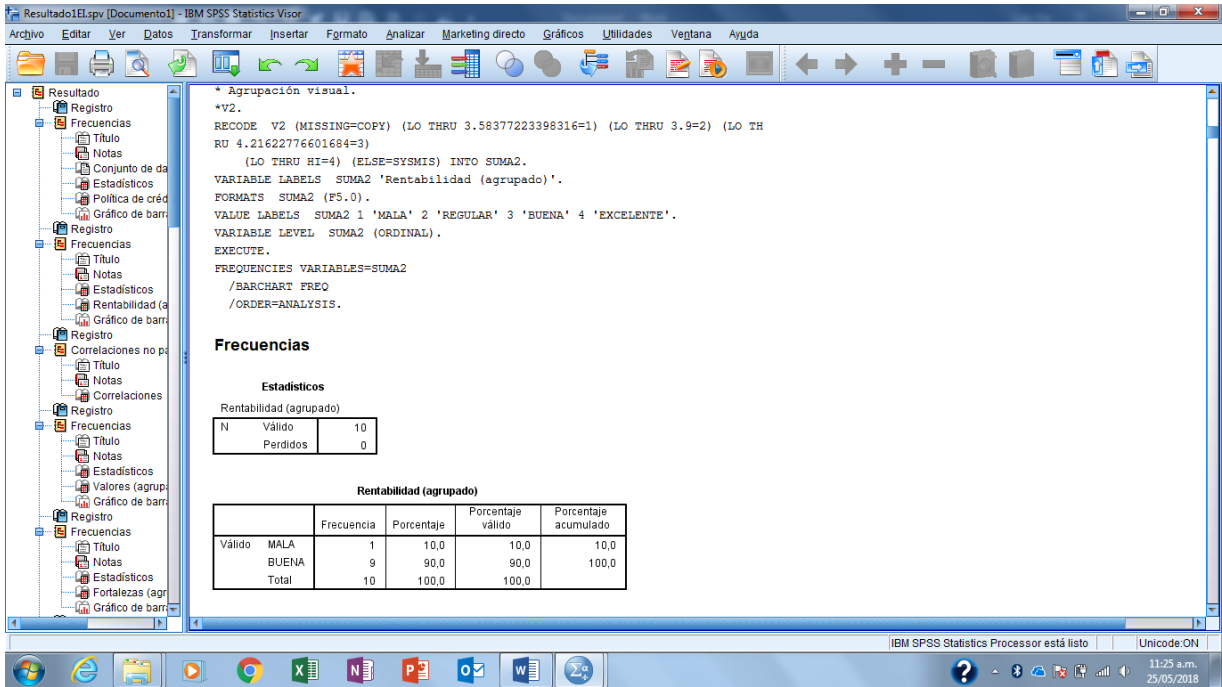 Resultado1EI.spv [Documento1] - IBM SPSS Statistics Visor
Archivo Editar Ver Datos Transformar Insertar Formato Analizar Marketing directo Gráficos Utilidades Ventana Ayuda
Resultado
Registro
Frecuencias
Título
Notas
Conjunto de da
Estadísticos
Política de créd
Gráfico de barr
Registro
Frecuencias
Título
Notas
Estadísticos
Rentabilidad (a
Gráfico de barr
Registro
Correlaciones no pa
Título
Notas
Correlaciones
Registro
Frecuencias
Título
Notas
Estadísticos
Valores (agrup
Gráfico de barr
Registro
Frecuencias
Título
Notas
Estadísticos
Fortalezas (agr
Gráfico de barr
* Agrupación visual.
*V2.
RECODE V2 (MISSING=COPY) (LO THRU 3.58377223398316=1) (LO THRU 3.9=2) (LO TH
RU 4.21622776601684=3)
(LO THRU HI=4) (ELSE=SYSMIS) INTO SUMA2.
VARIABLE LABELS SUMA2 'Rentabilidad (agrupado)'.
FORMATS SUMA2 (F5.0).
VALUE LABELS SUMA2 1 'MALA' 2 'REGULAR' 3 'BUENA' 4 'EXCELENTE'.
VARIABLE LEVEL SUMA2 (ORDINAL).
EXECUTE.
FREQUENCIES VARIABLES=SUMA2
/BARCHART FREQ
/ORDER=ANALYSIS.
Frecuencias
Estadísticos
Rentabilidad (agrupado)
N Válido 10
Perdidos 0
Rentabilidad (agrupado)
Frecuencia Porcentaje Porcentaje válido Porcentaje acumulado
Válido MALA 1 10,0 10,0 10,0
BUENA 9 90,0 90,0 100,0
Total 10 100,0 100,0
IBM SPSS Statistics Processor está listo Unicode:ON
11:25 a.m.
25/05/2018